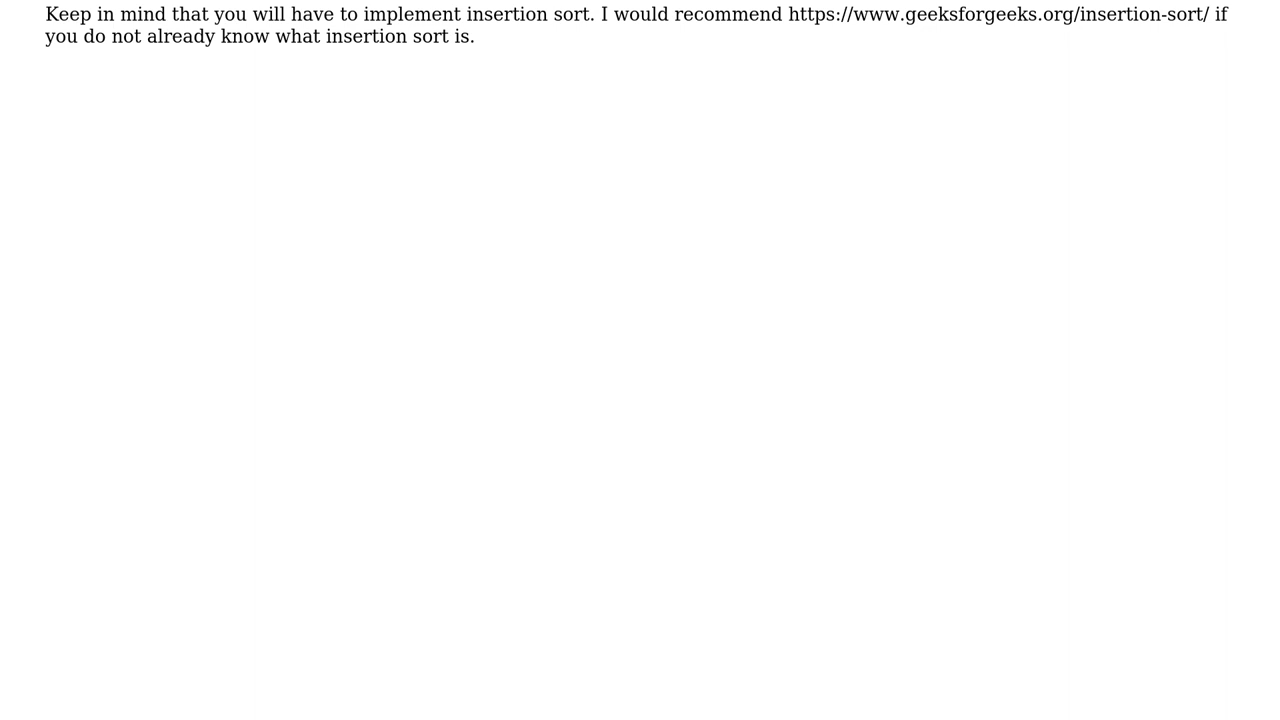 Keep in mind that you will have to implement insertion sort. I would recommend https://www.geeksforgeeks.org/insertion-sort/ if
you do not already know what insertion sort is.